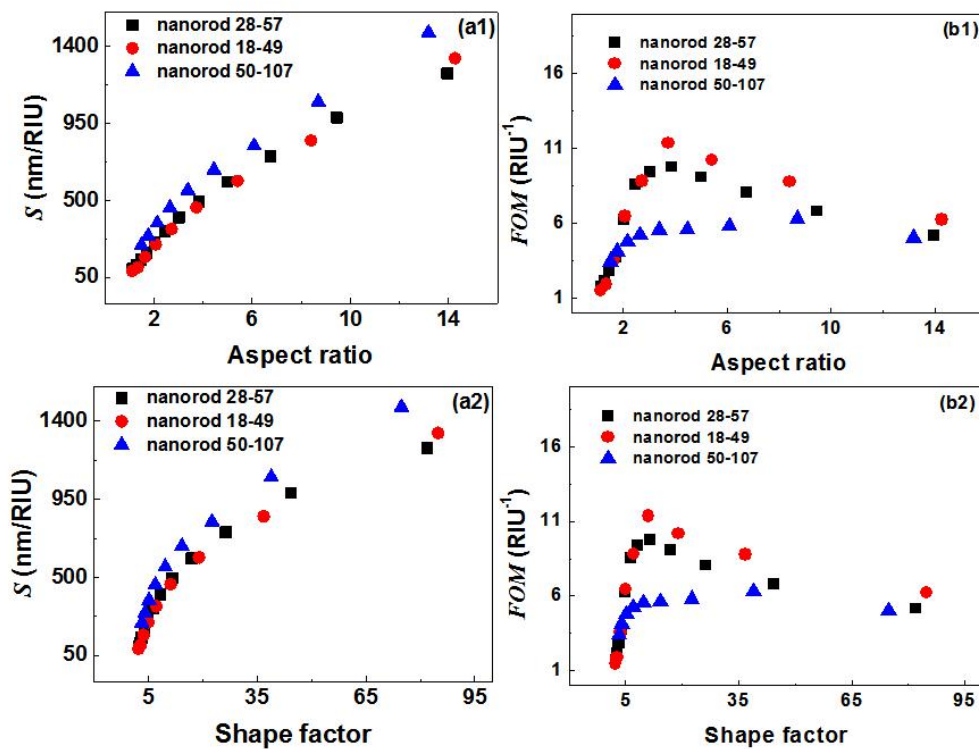 (a1)
nanorod 28-57
nanorod 18-49
nanorod 50-107
S (nm/RIU)
1400
950
500
50
2 6 10 14
Aspect ratio
(b1)
nanorod 28-57
nanorod 18-49
nanorod 50-107
FOM (RIU⁻¹)
16
11
6
1
2 6 10 14
Aspect ratio
(a2)
nanorod 28-57
nanorod 18-49
nanorod 50-107
S (nm/RIU)
1400
950
500
50
5 35 65 95
Shape factor
(b2)
nanorod 28-57
nanorod 18-49
nanorod 50-107
FOM (RIU⁻¹)
16
11
6
1
5 35 65 95
Shape factor